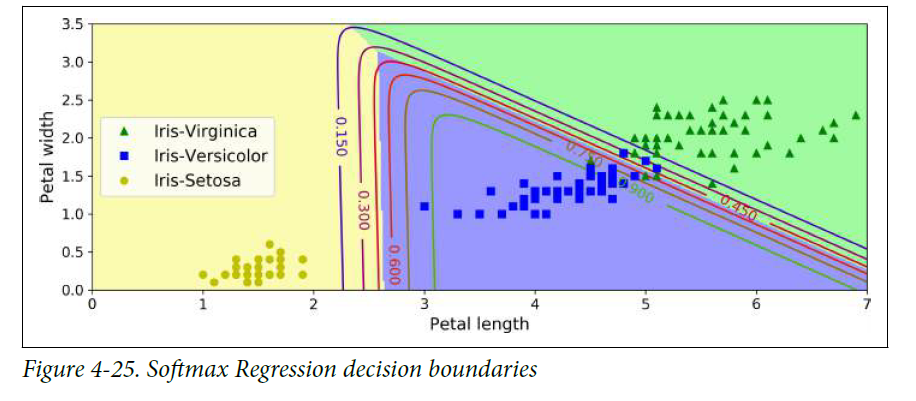 3.5
3.0
2.5
2.0
1.5
1.0
0.5
0.0
Petal width
Iris-Virginica
Iris-Versicolor
Iris-Setosa
0.150
0.300
0.600
0.750
0.900
0.450
0 1 2 3 4 5 6 7
Petal length
Figure 4-25. Softmax Regression decision boundaries